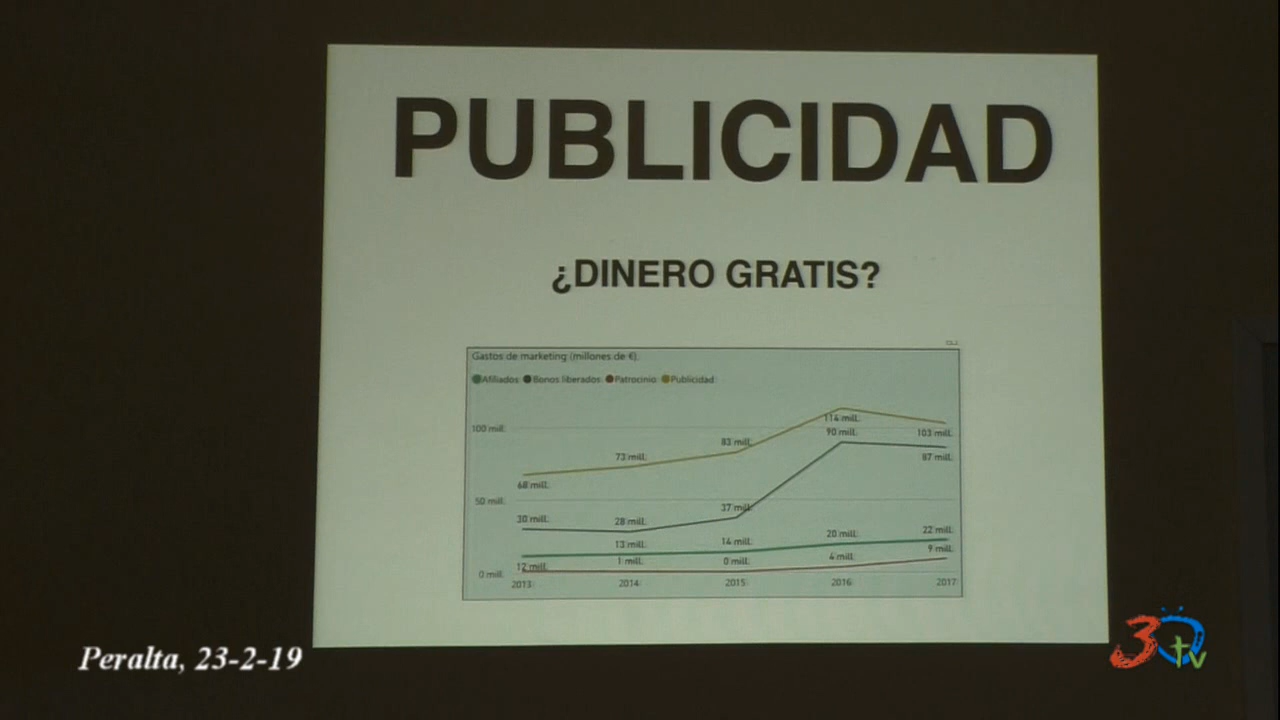 PUBLICIDAD
¿DINERO GRATIS?
Gastos de marketing (millones de €).
Afiliados Bonos liberados Patrocinio Publicidad
114 mill.
100 mill.
90 mill.
103 mill.
83 mill.
73 mill.
87 mill.
68 mill.
50 mill.
37 mill.
30 mill.
28 mill.
20 mill.
22 mill.
13 mill.
14 mill.
9 mill.
12 mill.
1 mill.
0 mill.
4 mill.
0 mill.
2013 2014 2015 2016 2017
Peralta, 23-2-19
3 tv